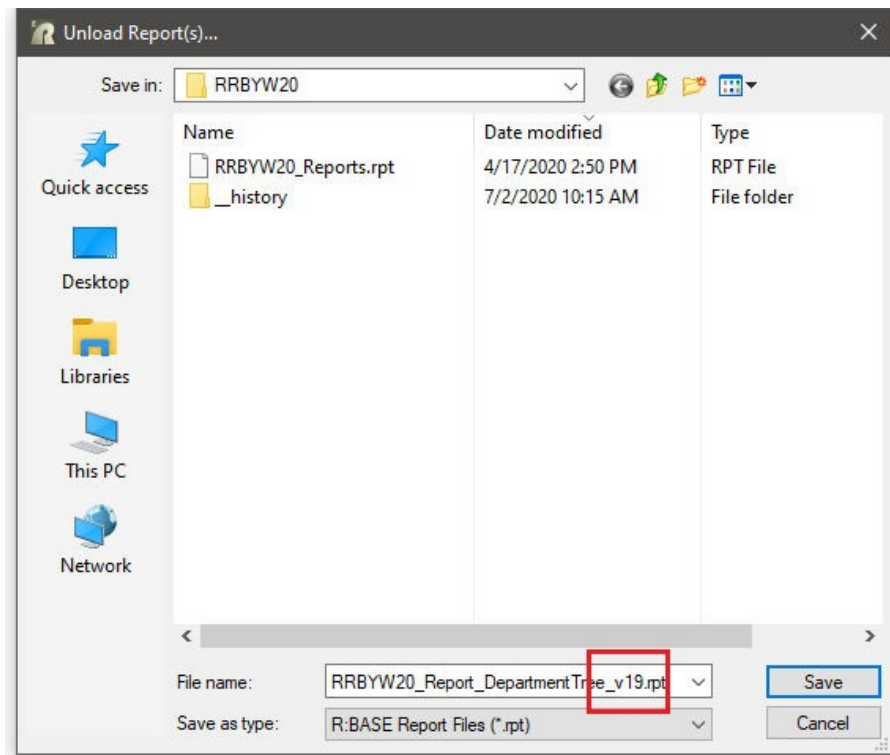 Unload Report(s)...
Save in: RRBYW20
Name Date modified Type
RRBYW20_Reports.rpt 4/17/2020 2:50 PM RPT File
__history 7/2/2020 10:15 AM File folder
Quick access
Desktop
Libraries
This PC
Network
File name: RRBYW20_Report_DepartmentTree_v19.rpt Save
Save as type: R:BASE Report Files (*.rpt) Cancel